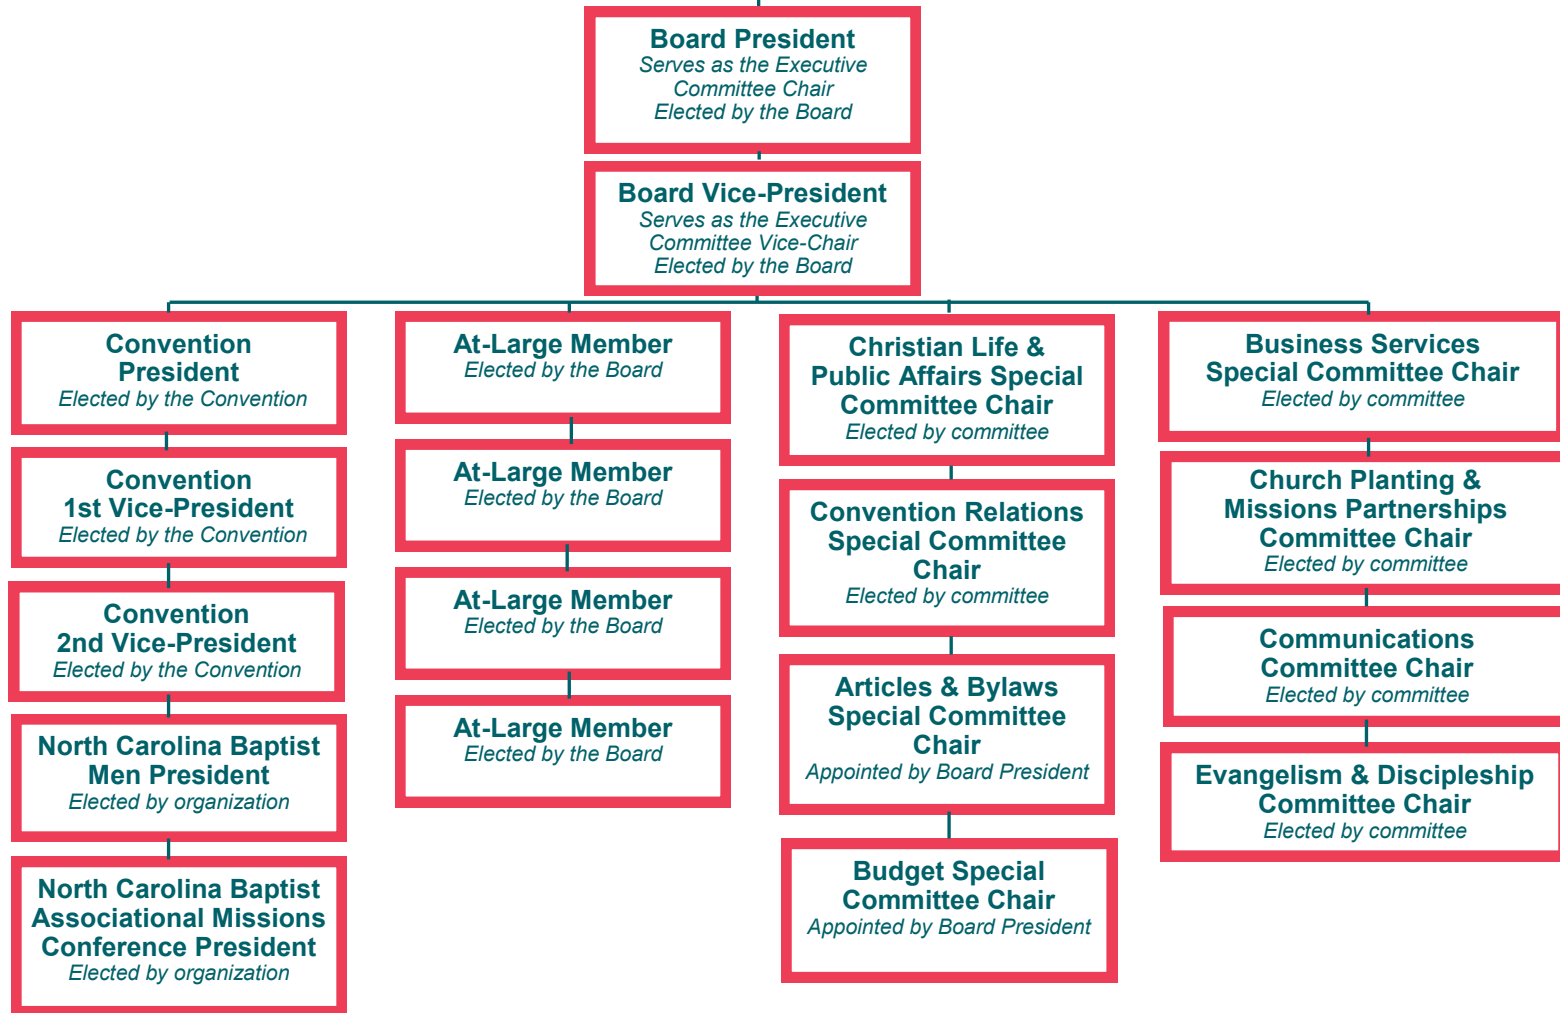 Board President
Serves as the Executive
Committee Chair
Elected by the Board
Board Vice-President
Serves as the Executive
Committee Vice-Chair
Elected by the Board
Convention
President
Elected by the Convention
Convention
1st Vice-President
Elected by the Convention
Convention
2nd Vice-President
Elected by the Convention
North Carolina Baptist
Men President
Elected by organization
North Carolina Baptist
Associational Missions
Conference President
Elected by organization
At-Large Member
Elected by the Board
At-Large Member
Elected by the Board
At-Large Member
Elected by the Board
At-Large Member
Elected by the Board
Christian Life &
Public Affairs Special
Committee Chair
Elected by committee
Convention Relations
Special Committee
Chair
Elected by committee
Articles & Bylaws
Special Committee
Chair
Appointed by Board President
Budget Special
Committee Chair
Appointed by Board President
Business Services
Special Committee Chair
Elected by committee
Church Planting &
Missions Partnerships
Committee Chair
Elected by committee
Communications
Committee Chair
Elected by committee
Evangelism & Discipleship
Committee Chair
Elected by committee